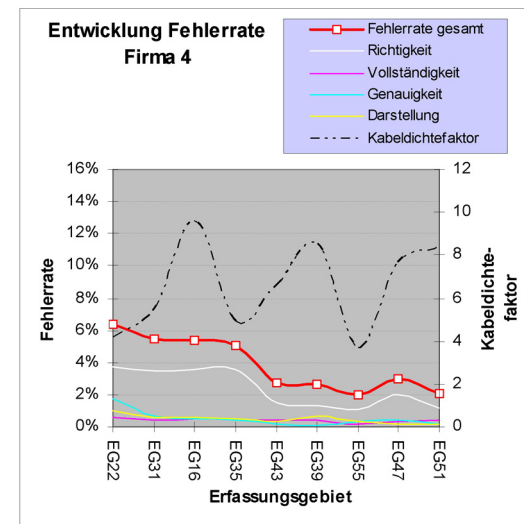 Entwicklung Fehlerrate
Firma 4
Fehlerrate gesamt
Richtigkeit
Vollständigkeit
Genauigkeit
Darstellung
Kabeldichtefaktor
16%
14%
12%
10%
8%
6%
4%
2%
0%
Fehlerrate
12
10
8
6
4
2
0
Kabeldichte-
faktor
EG22
EG31
EG16
EG35
EG43
EG39
EG55
EG47
EG51
Erfassungsgebiet